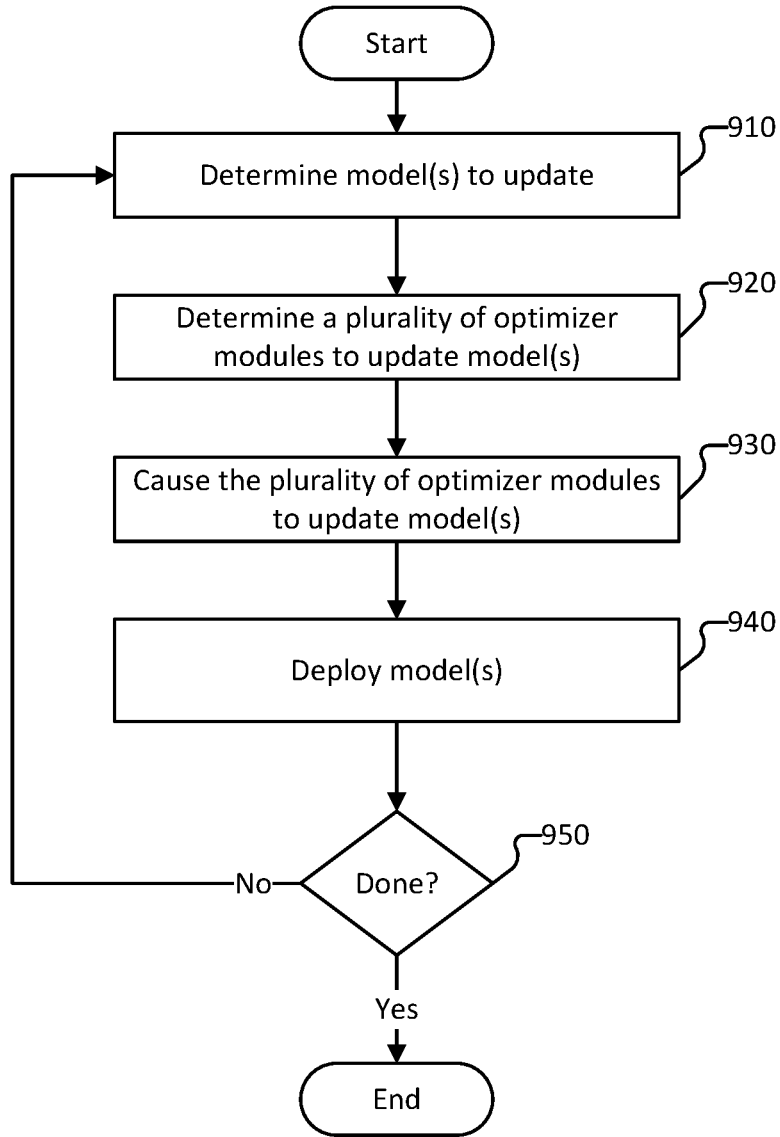 Start
910
Determine model(s) to update
920
Determine a plurality of optimizer
modules to update model(s)
930
Cause the plurality of optimizer modules
to update model(s)
940
Deploy model(s)
950
No
Done?
Yes
End